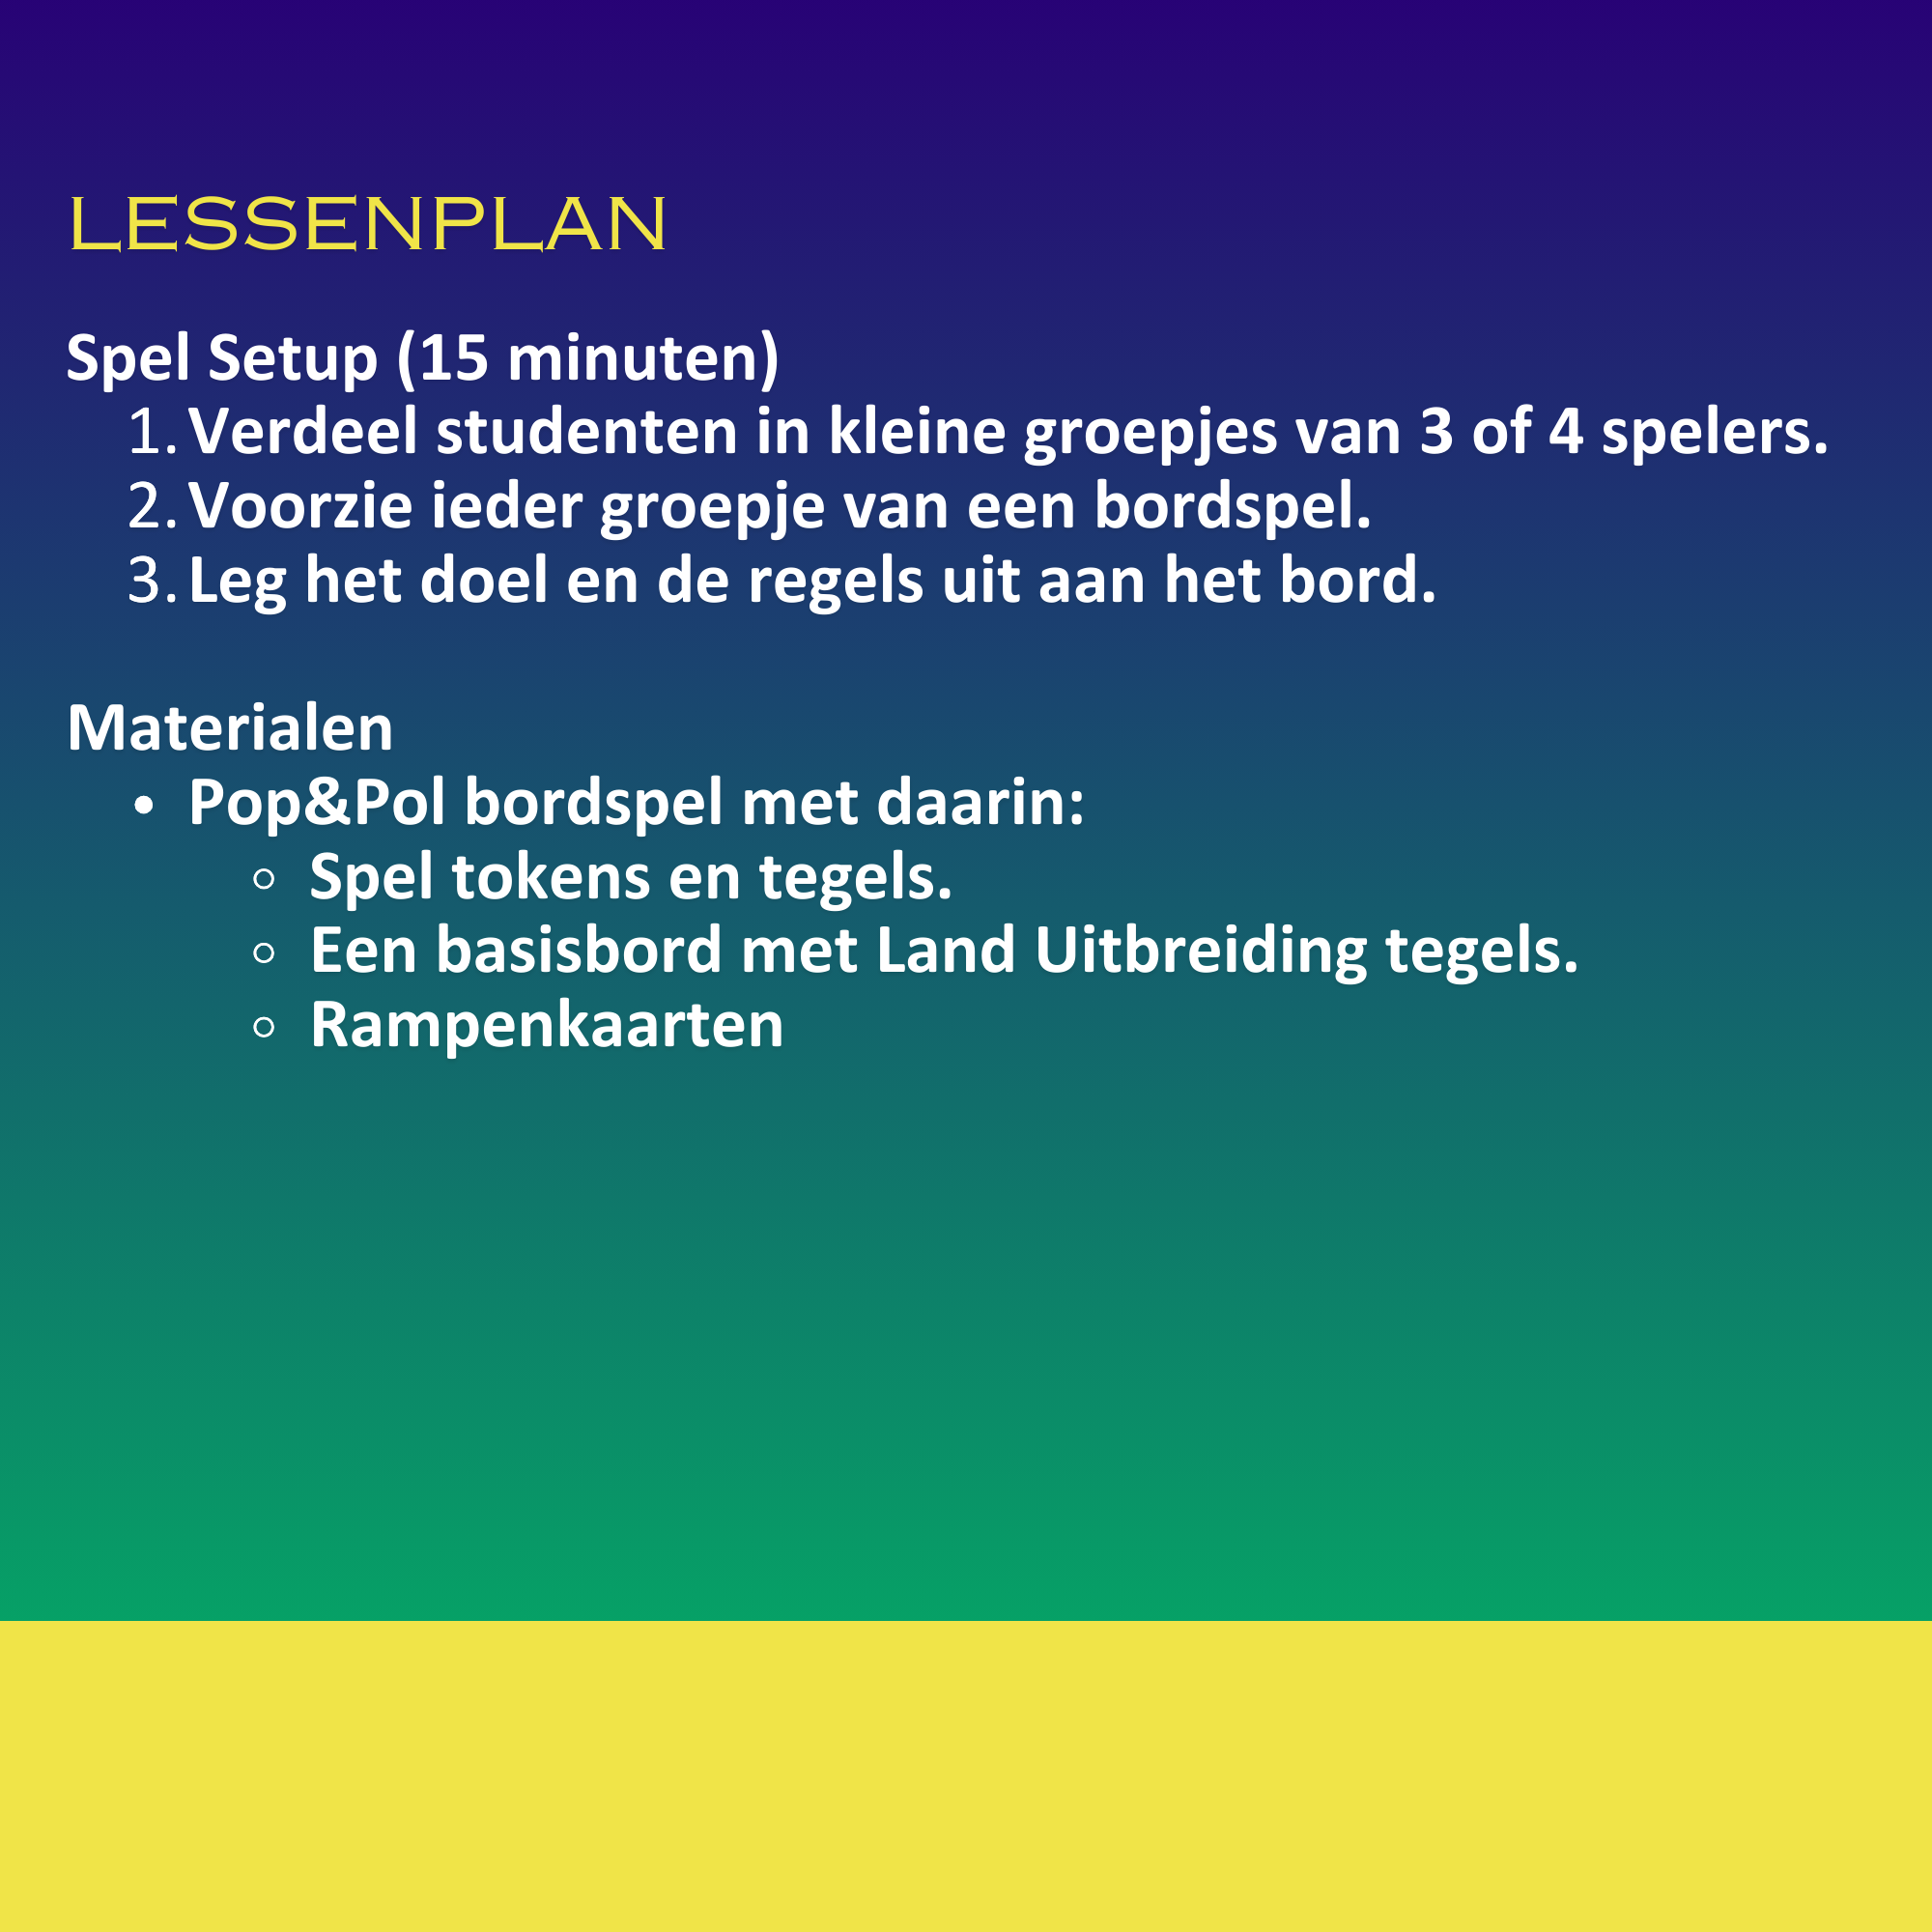 LESSENPLAN
Spel Setup (15 minuten)
1. Verdeel studenten in kleine groepjes van 3 of 4 spelers.
2. Voorzie ieder groepje van een bordspel.
3. Leg het doel en de regels uit aan het bord.
Materialen
• Pop&Pol bordspel met daarin:
○ Spel tokens en tegels.
○ Een basisbord met Land Uitbreiding tegels.
○ Rampenkaarten